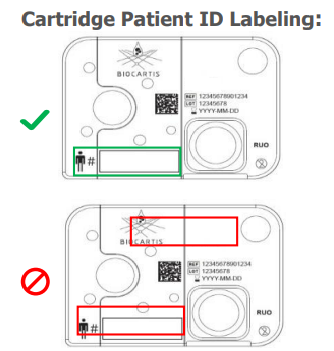 Cartridge Patient ID Labeling:
BIOCARTIS
REF 12345678901234
LOT 12345678
YYYY-MM-DD
RUO
#
BIOCARTIS
REF 12345678901234
LOT 12345678
YYYY-MM-DD
RUO
#